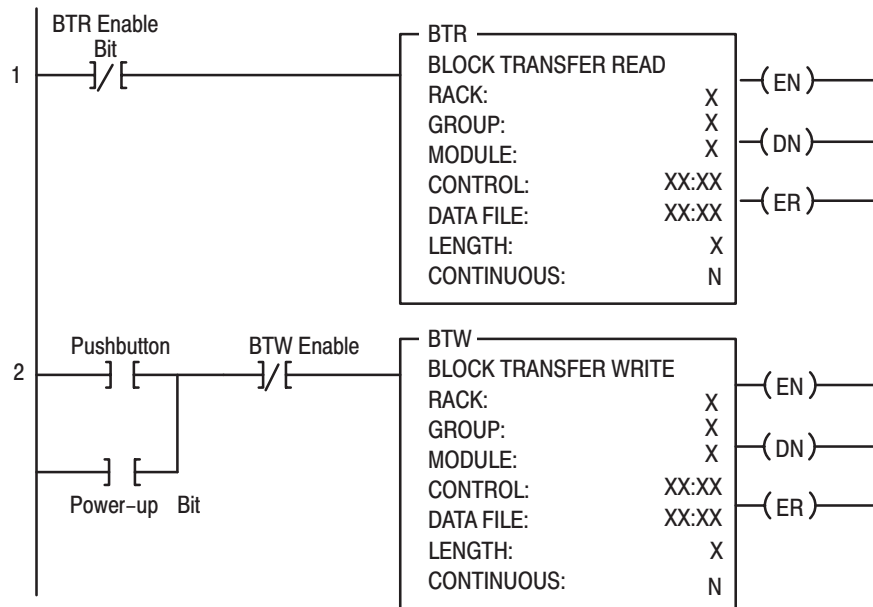 BTR Enable
Bit
1
BTR
BLOCK TRANSFER READ
RACK: X
GROUP: X
MODULE: X
CONTROL: XX:XX
DATA FILE: XX:XX
LENGTH: X
CONTINUOUS: N
EN
DN
ER
2
Pushbutton
BTW Enable
Power-up Bit
BTW
BLOCK TRANSFER WRITE
RACK: X
GROUP: X
MODULE: X
CONTROL: XX:XX
DATA FILE: XX:XX
LENGTH: X
CONTINUOUS: N
EN
DN
ER